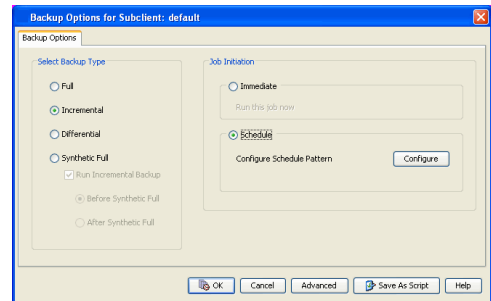 Backup Options for Subclient: default
Backup Options
Select Backup Type
Full
Incremental
Differential
Synthetic Full
Run Incremental Backup
Before Synthetic Full
After Synthetic Full
Job Initiation
Immediate
Run this job now
Schedule
Configure Schedule Pattern
Configure
OK
Cancel
Advanced
Save As Script
Help